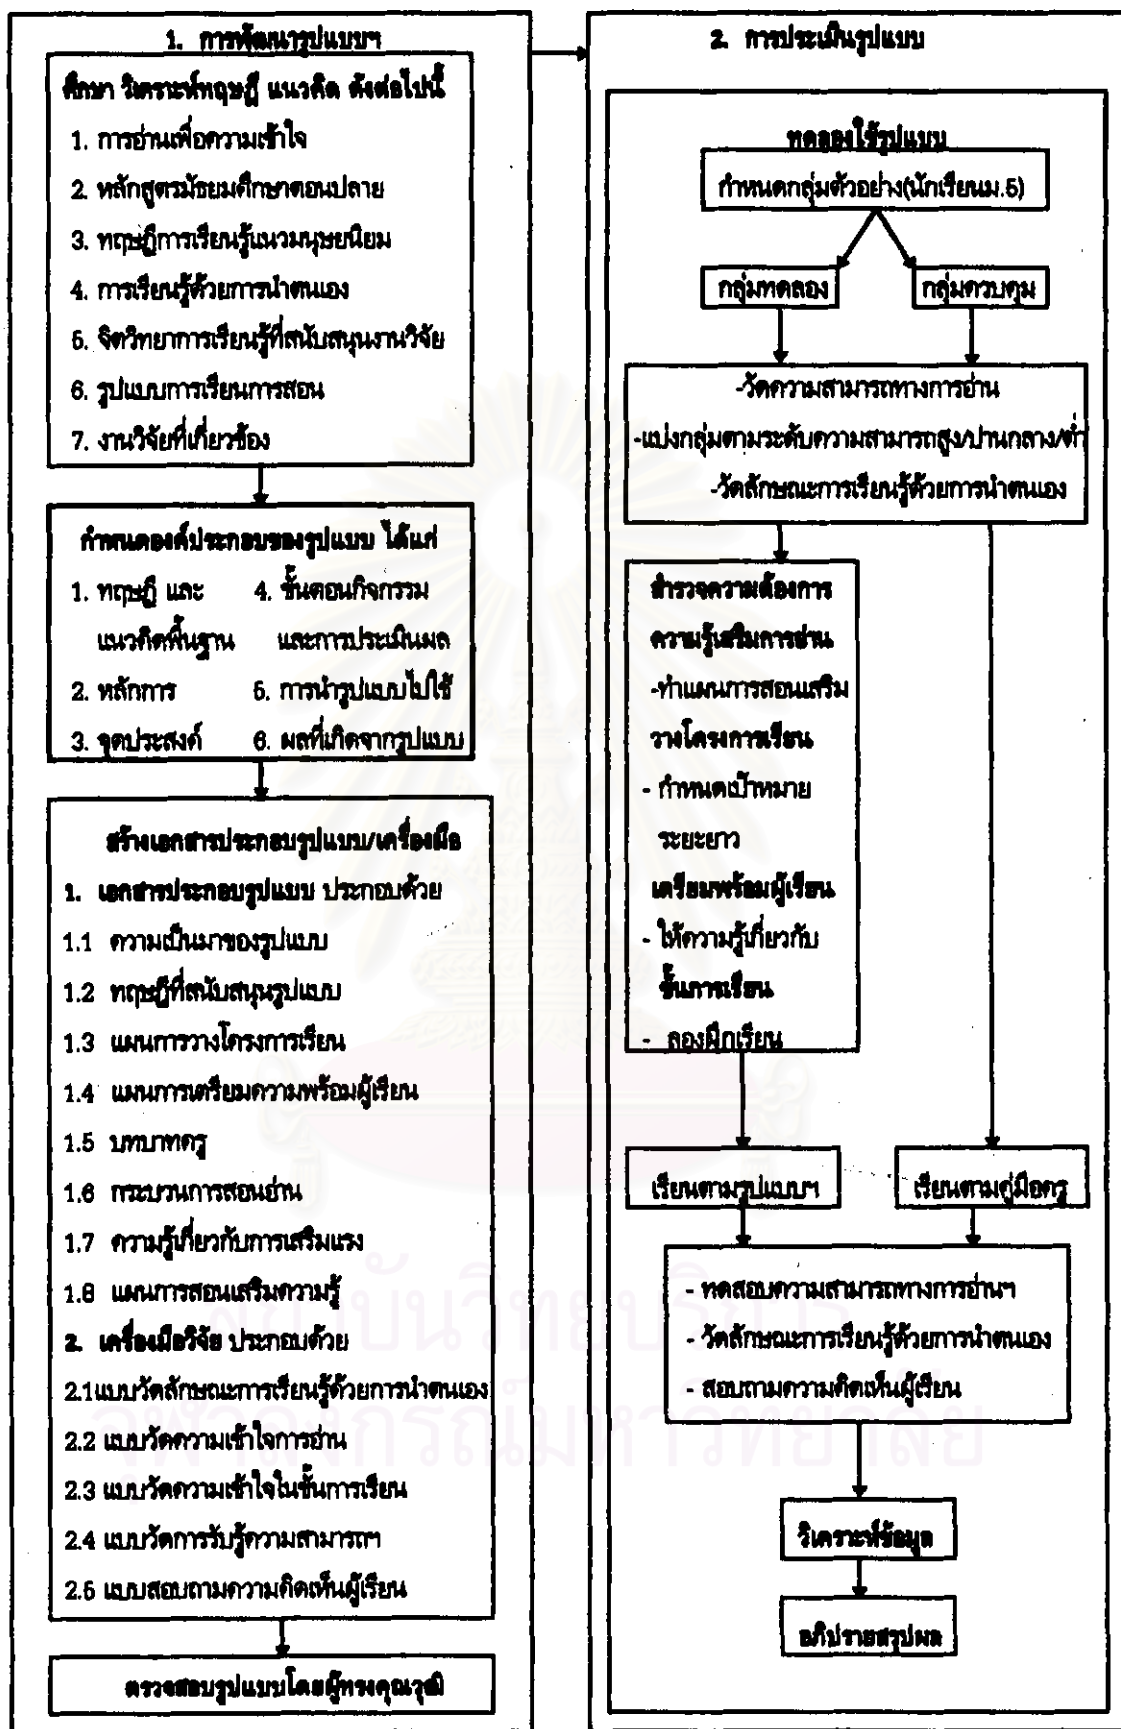 1. การพัฒนารูปแบบฯ
ศึกษา วิเคราะห์ทฤษฎี แนวคิด ดังต่อไปนี้
1. การอ่านเพื่อความเข้าใจ
2. หลักสูตรมัธยมศึกษาตอนปลาย
3. ทฤษฎีการเรียนรู้แนวมนุษยนิยม
4. การเรียนรู้ด้วยการนำตนเอง
5. จิตวิทยาการเรียนรู้ที่สนับสนุนงานวิจัย
6. รูปแบบการเรียนการสอน
7. งานวิจัยที่เกี่ยวข้อง
กำหนดองค์ประกอบของรูปแบบ ได้แก่
1. ทฤษฎี และ
แนวคิดพื้นฐาน
2. หลักการ
3. จุดประสงค์
4. ขั้นตอนกิจกรรม
และการประเมินผล
5. การนำรูปแบบไปใช้
6. ผลที่เกิดจากรูปแบบ
สร้างเอกสารประกอบรูปแบบ/เครื่องมือ
1. เอกสารประกอบรูปแบบ ประกอบด้วย
1.1 ความเป็นมาของรูปแบบ
1.2 ทฤษฎีที่สนับสนุนรูปแบบ
1.3 แผนการวางโครงการเรียน
1.4 แผนการเตรียมความพร้อมผู้เรียน
1.5 บทบาทครู
1.6 กระบวนการสอนอ่าน
1.7 ความรู้เกี่ยวกับการเสริมแรง
1.8 แผนการสอนเสริมความรู้
2. เครื่องมือวิจัย ประกอบด้วย
2.1แบบวัดลักษณะการเรียนรู้ด้วยการนำตนเอง
2.2 แบบวัดความเข้าใจการอ่าน
2.3 แบบวัดความเข้าใจในขั้นการเรียน
2.4 แบบวัดการรับรู้ความสามารถฯ
2.5 แบบสอบถามความคิดเห็นผู้เรียน
ตรวจสอบรูปแบบโดยผู้ทรงคุณวุฒิ
2. การประเมินรูปแบบ
ทดลองใช้รูปแบบ
กำหนดกลุ่มตัวอย่าง(นักเรียนม.5)
กลุ่มทดลอง
กลุ่มควบคุม
-วัดความสามารถทางการอ่าน
-แบ่งกลุ่มตามระดับความสามารถสูง/ปานกลาง/ต่ำ
-วัดลักษณะการเรียนรู้ด้วยการนำตนเอง
สำรวจความต้องการ
ความรู้เสริมการอ่าน
-ทำแผนการสอนเสริม
วางโครงการเรียน
- กำหนดเป้าหมาย
ระยะยาว
เตรียมพร้อมผู้เรียน
- ให้ความรู้เกี่ยวกับ
ขั้นการเรียน
- ลองฝึกเรียน
เรียนตามรูปแบบฯ
เรียนตามคู่มือครู
- ทดสอบความสามารถทางการอ่านฯ
- วัดลักษณะการเรียนรู้ด้วยการนำตนเอง
- สอบถามความคิดเห็นผู้เรียน
วิเคราะห์ข้อมูล
อภิปรายสรุปผล
สถาบันวิทยบริการ
จุฬาลงกรณ์มหาวิทยาลัย